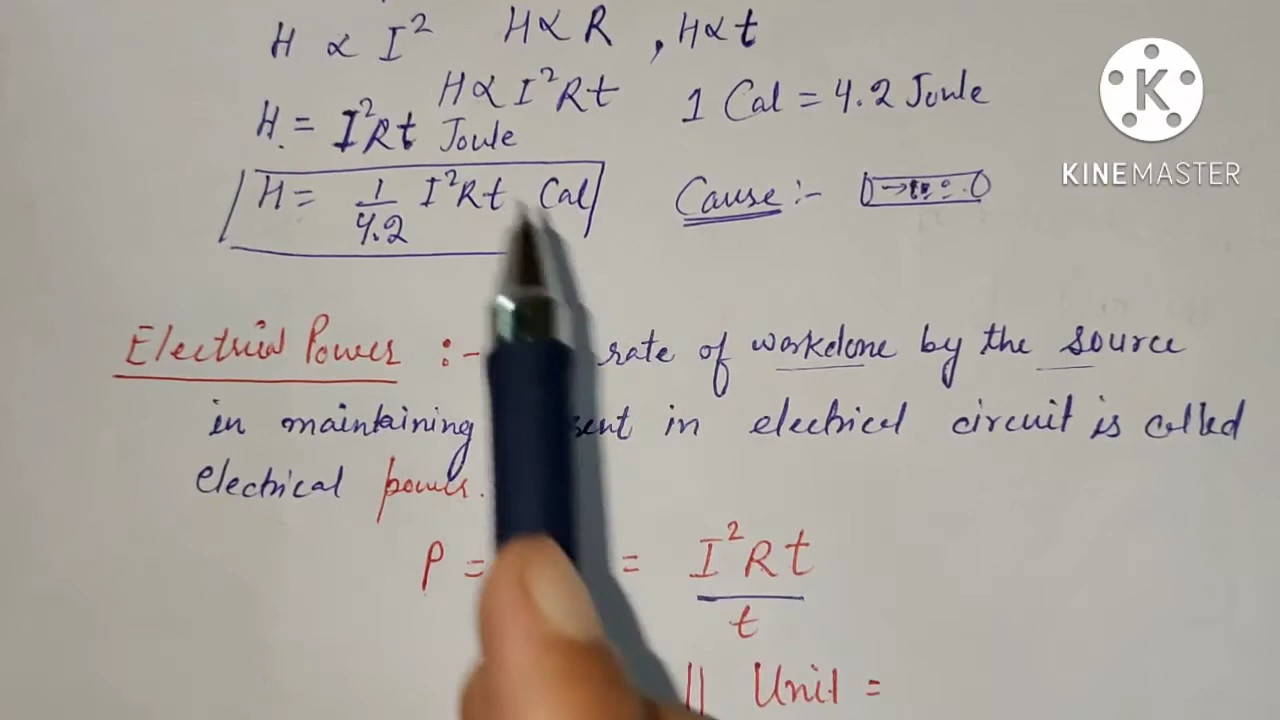 H ∝ I² H ∝ R , H ∝ t
H ∝ I²Rt 1 Cal = 4.2 Joule
H = I²Rt Joule
H = 1/4.2 I²Rt Cal Cause :-
K
KINEMASTER
Electrical Power :- rate of workdone by the source
in maintaining in electrical circuit is called
electrical power.
P = = I²Rt/t
|| Unit =